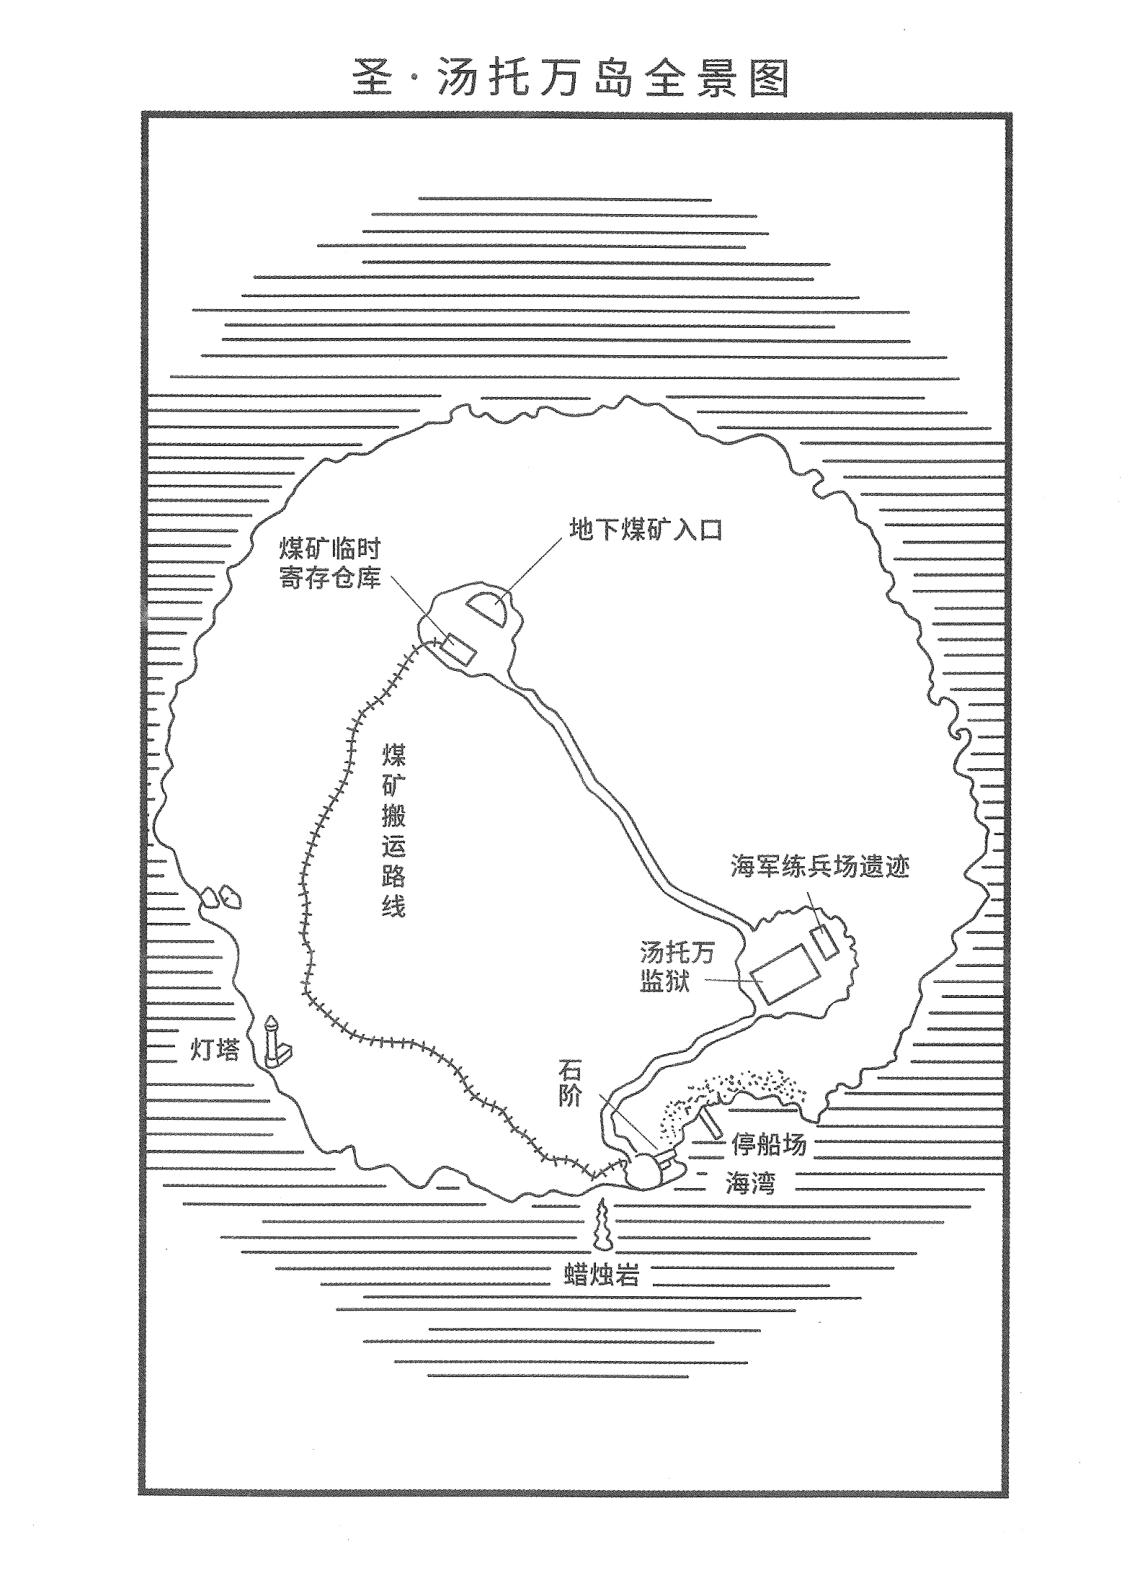 圣·汤托万岛全景图
地下煤矿入口
煤矿临时
寄存仓库
煤矿搬运路线
海军练兵场遗迹
汤托万
监狱
灯塔
石阶
停船场
海湾
蜡烛岩